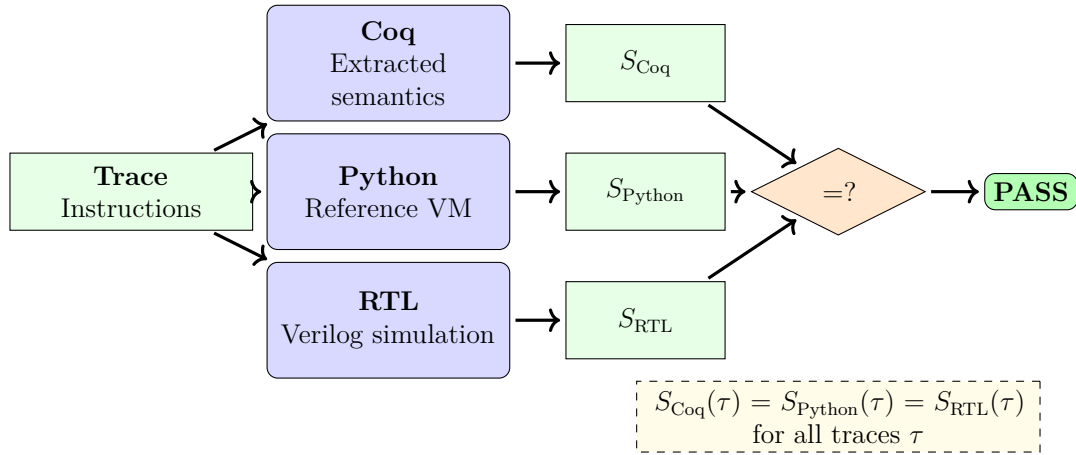 Coq
Extracted
semantics
S_Coq
Trace
Instructions
Python
Reference VM
S_Python
=?
PASS
RTL
Verilog simulation
S_RTL
S_Coq(τ) = S_Python(τ) = S_RTL(τ)
for all traces τ